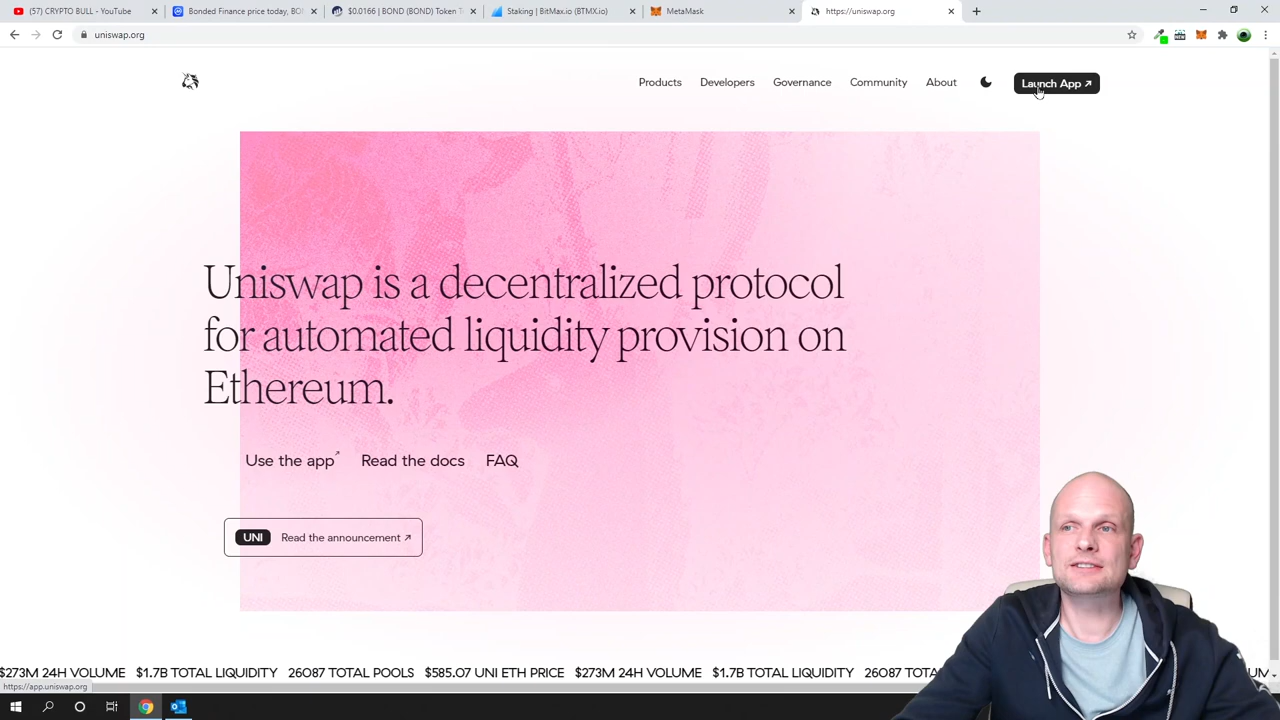 (57) CRYPTO BULL - YouTube
Bonded Finance price today, BO
$0.0166 | BOND (BOND) Token T
Staking | BitMax.io (BTMX.io)
MetaMask
https://uniswap.org
uniswap.org
Products
Developers
Governance
Community
About
Launch App ↗
Uniswap is a decentralized protocol
for automated liquidity provision on
Ethereum.
Use the app↗
Read the docs
FAQ
UNI
Read the announcement ↗
$273M 24H VOLUME $1.7B TOTAL LIQUIDITY 26087 TOTAL POOLS $585.07 UNI ETH PRICE $273M 24H VOLUME $1.7B TOTAL LIQUIDITY 26087 TOTA
https://app.uniswap.org